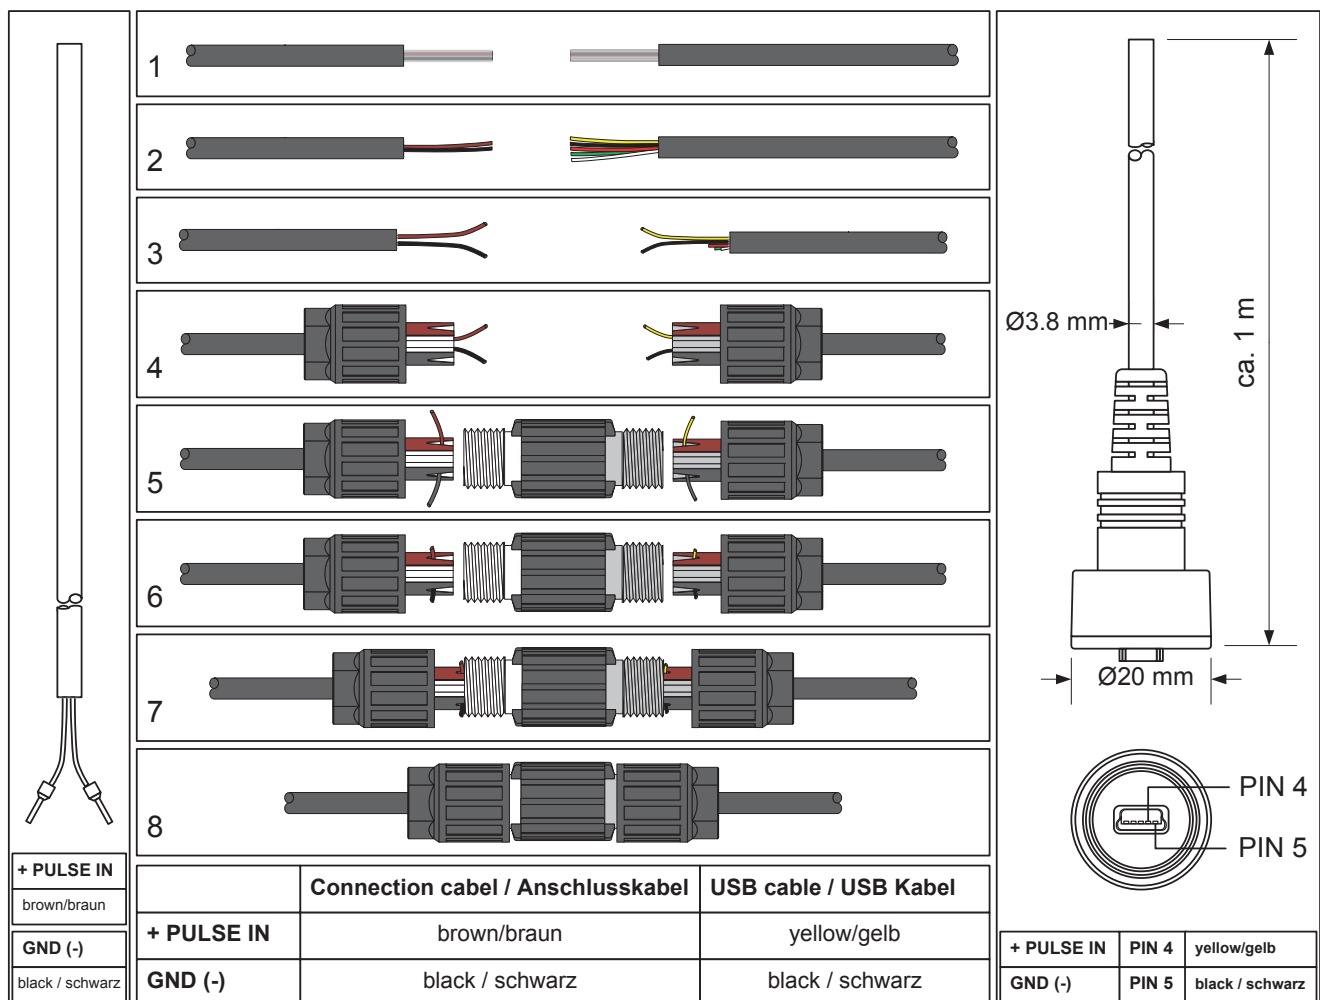 + PULSE IN
brown/braun
GND (-)
black / schwarz
1
2
3
4
5
6
7
8
Connection cabel / Anschlusskabel USB cable / USB Kabel
+ PULSE IN brown/braun yellow/gelb
GND (-) black / schwarz black / schwarz
Ø3.8 mm
ca. 1 m
Ø20 mm
PIN 4
PIN 5
+ PULSE IN PIN 4 yellow/gelb
GND (-) PIN 5 black / schwarz